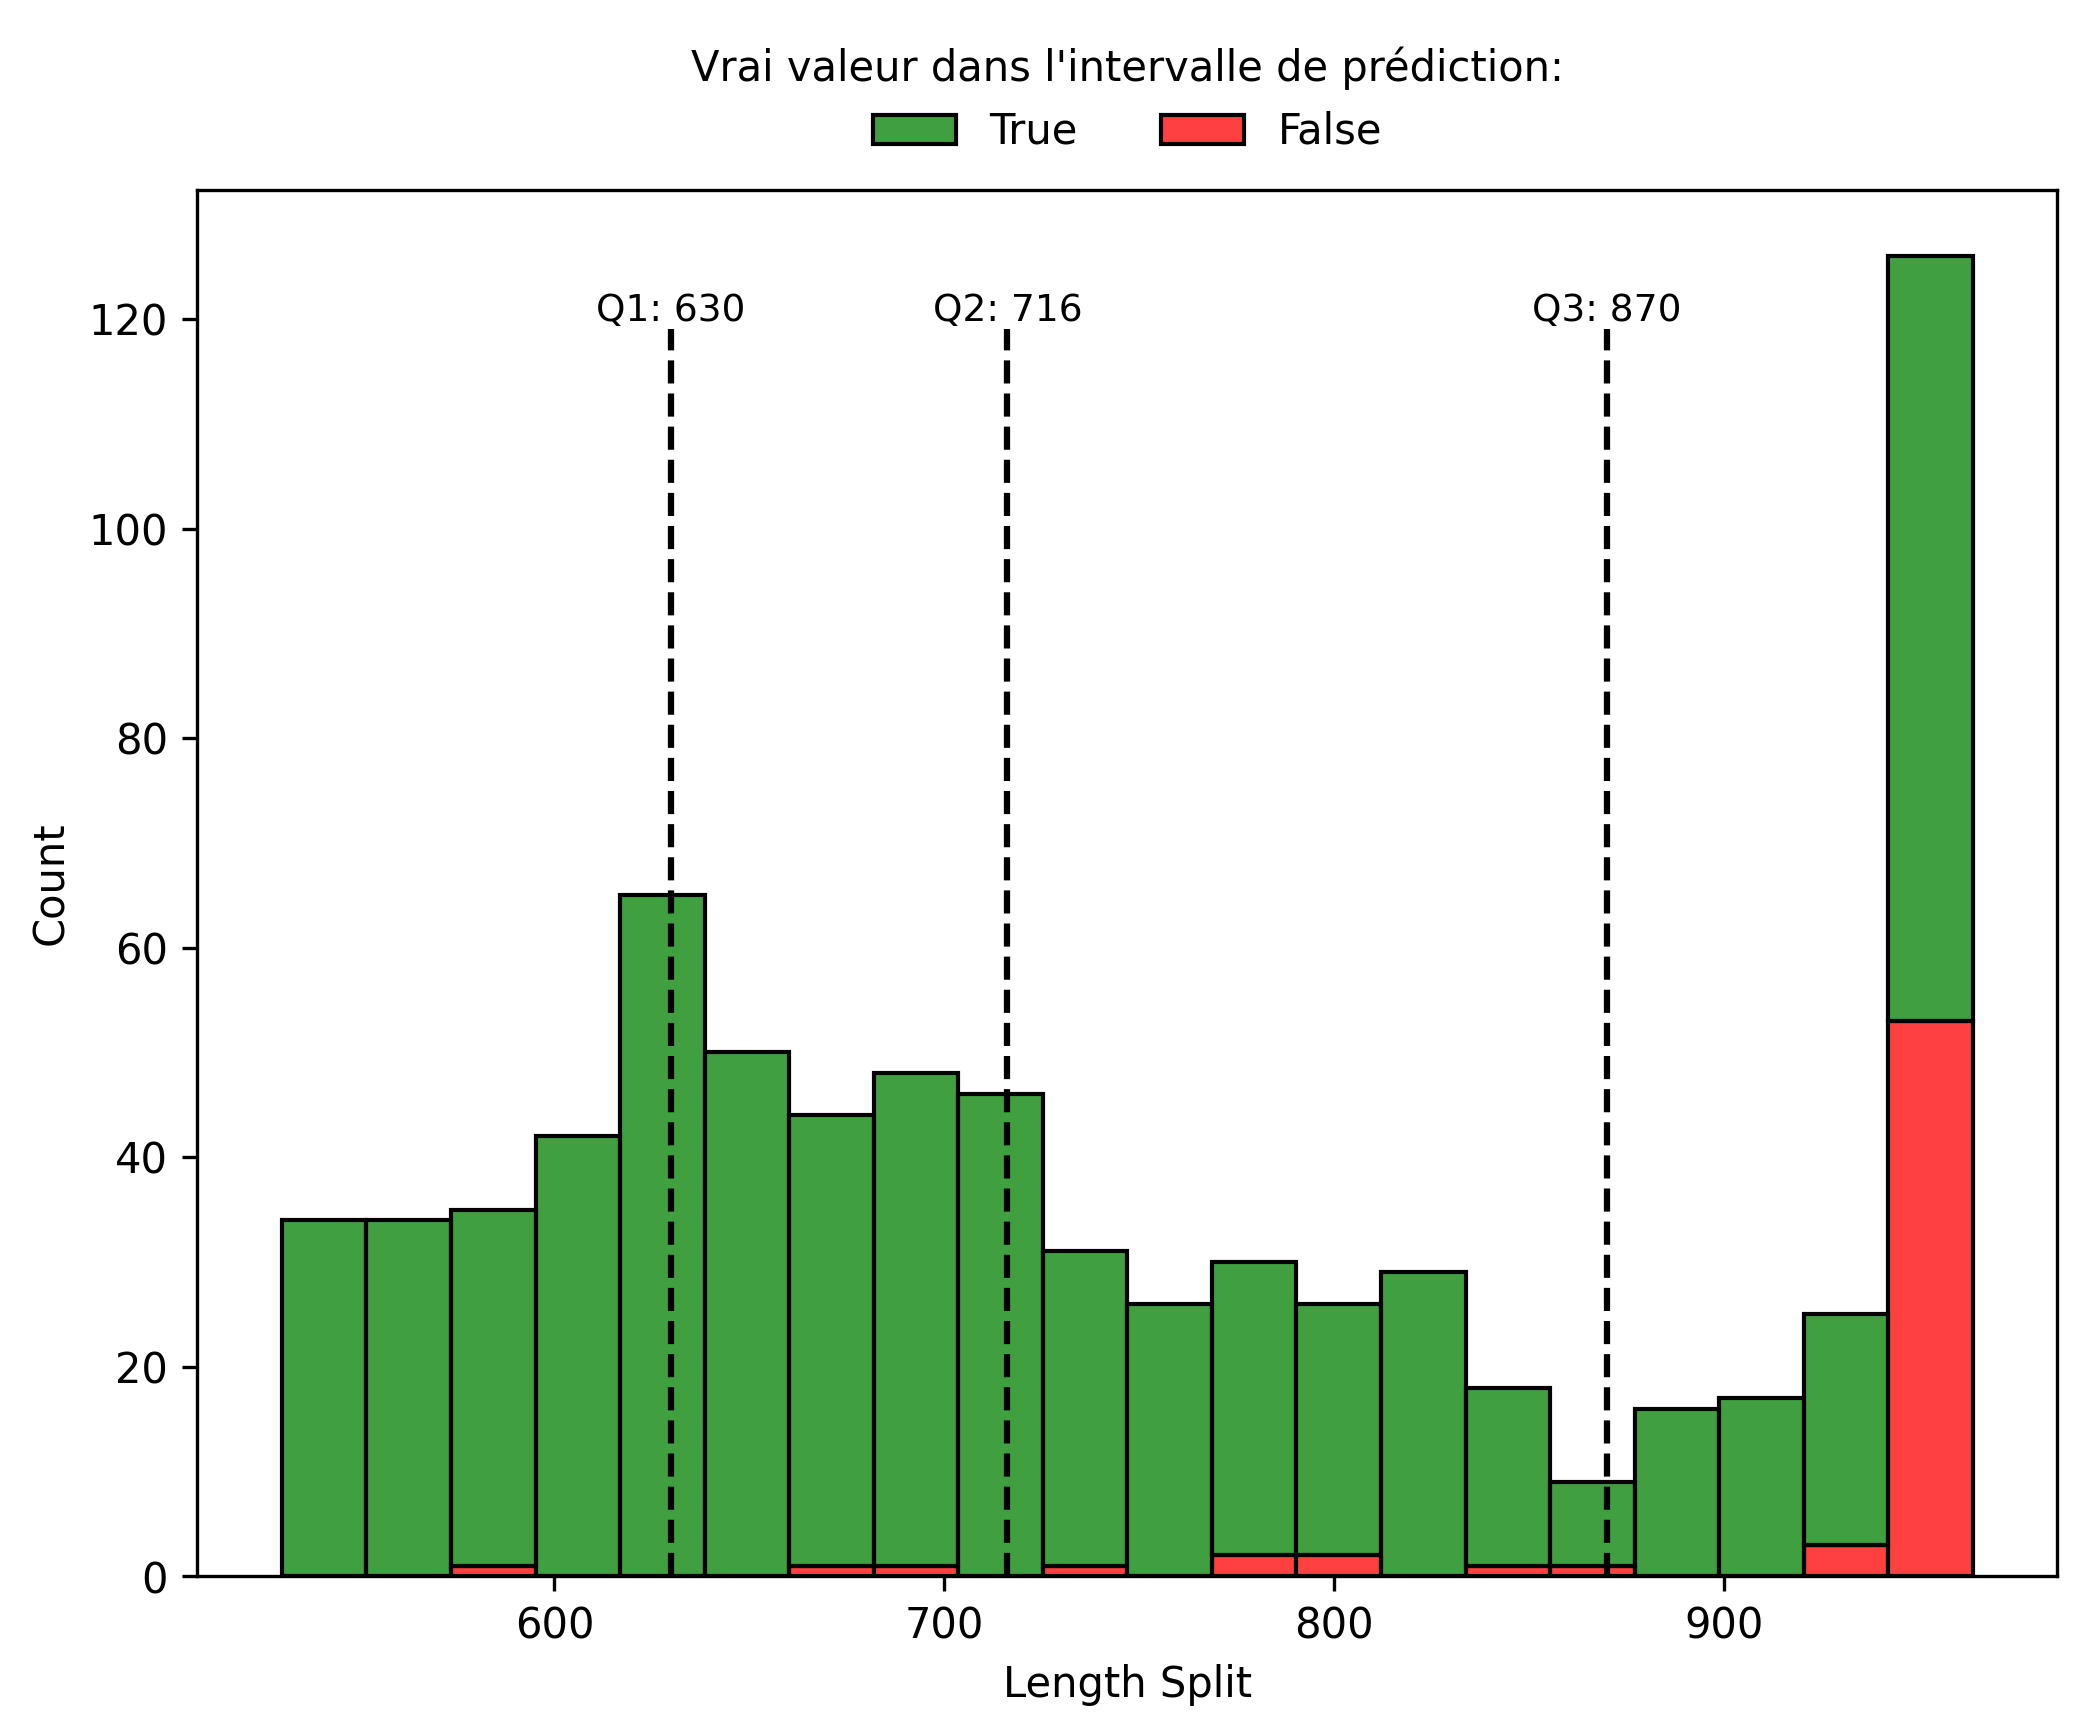 Vrai valeur dans l'intervalle de prédiction:
True False
Q1: 630 Q2: 716 Q3: 870
120
100
80
60
40
20
0
Count
600 700 800 900
Length Split